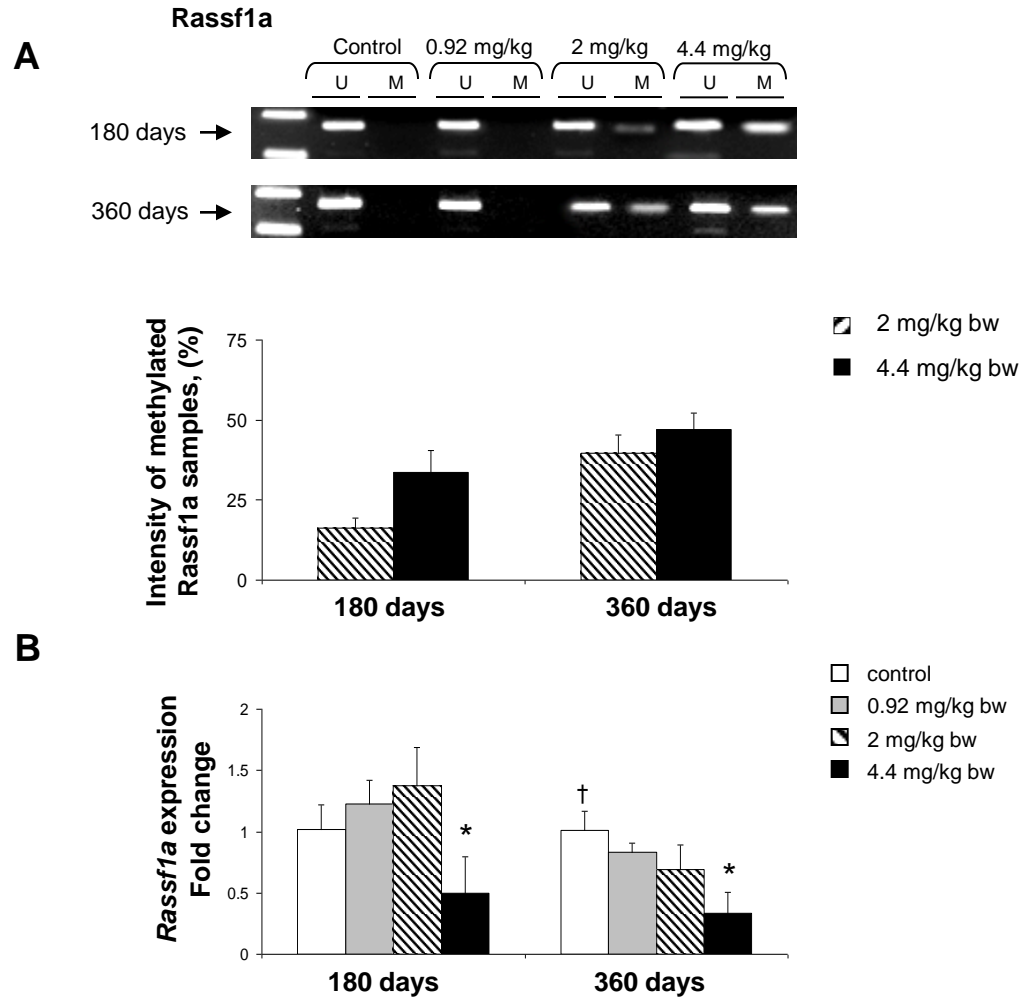 Rassf1a
A
Control 0.92 mg/kg 2 mg/kg 4.4 mg/kg
U M U M U M U M
180 days
360 days
Intensity of methylated
Rassf1a samples, (%)
75
50
25
0
180 days 360 days
2 mg/kg bw
4.4 mg/kg bw
B
Rassf1a expression
Fold change
2
1.5
1
0.5
0
* † *
180 days 360 days
control
0.92 mg/kg bw
2 mg/kg bw
4.4 mg/kg bw